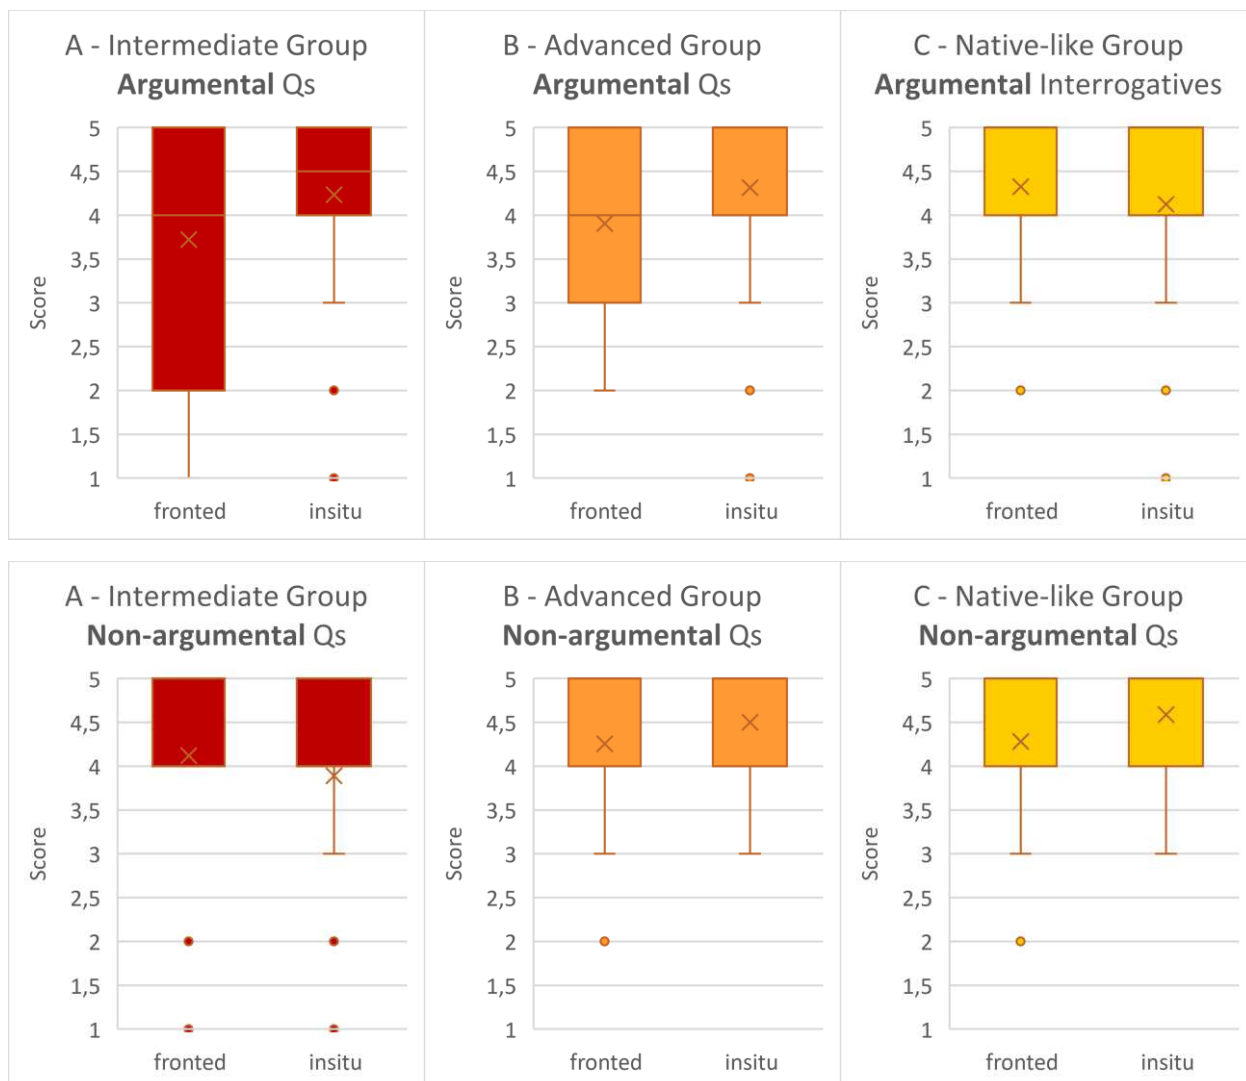 A - Intermediate Group
Argumental Qs
5
4,5
4
3,5
3
2,5
2
1,5
1
Score
fronted
insitu
B - Advanced Group
Argumental Qs
5
4,5
4
3,5
3
2,5
2
1,5
1
Score
fronted
insitu
C - Native-like Group
Argumental Interrogatives
5
4,5
4
3,5
3
2,5
2
1,5
1
Score
fronted
insitu
A - Intermediate Group
Non-argumental Qs
5
4,5
4
3,5
3
2,5
2
1,5
1
Score
fronted
insitu
B - Advanced Group
Non-argumental Qs
5
4,5
4
3,5
3
2,5
2
1,5
1
Score
fronted
insitu
C - Native-like Group
Non-argumental Qs
5
4,5
4
3,5
3
2,5
2
1,5
1
Score
fronted
insitu